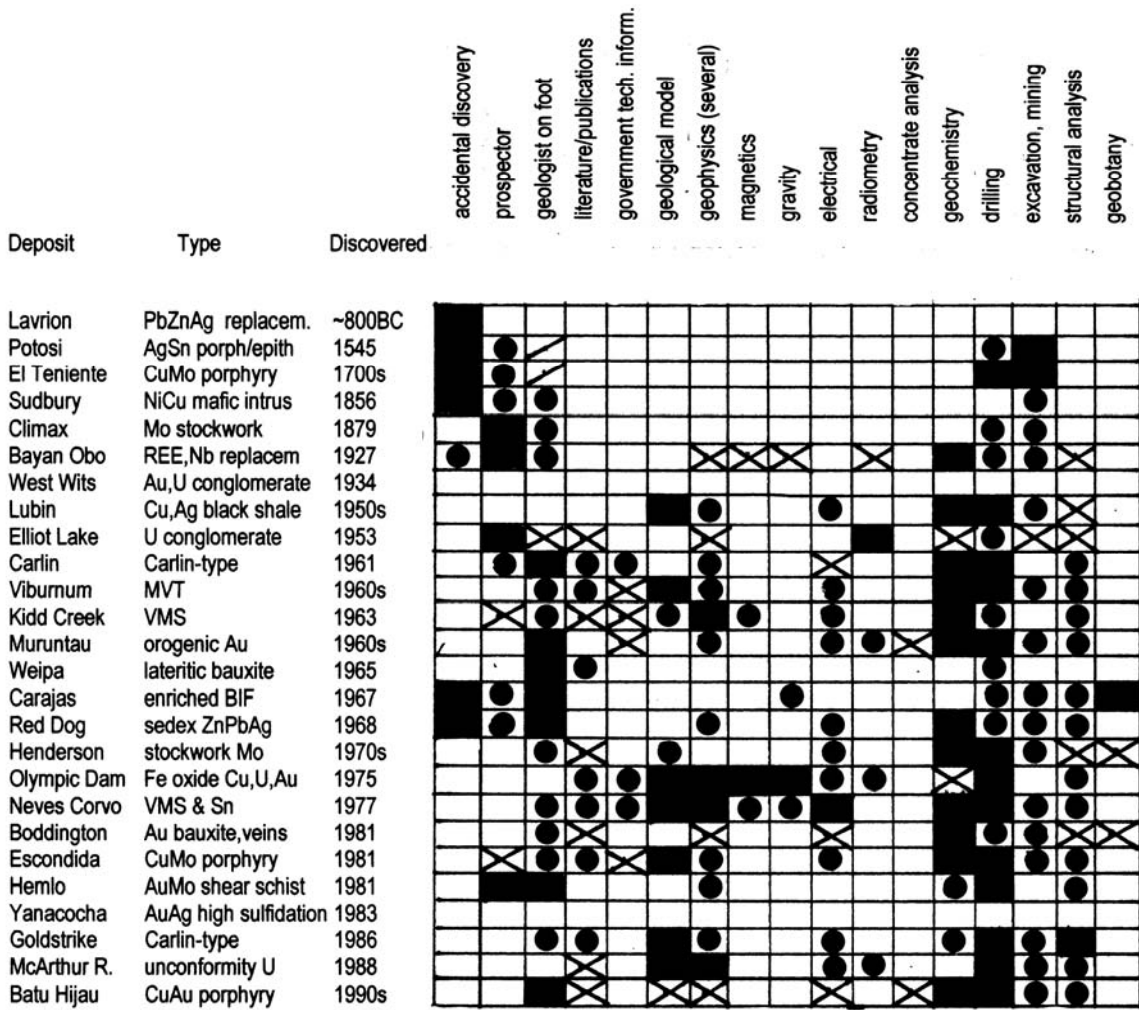 accidental discovery
prospector
geologist on foot
literature/publications
government tech. inform.
geological model
geophysics (several)
magnetics
gravity
electrical
radiometry
concentrate analysis
geochemistry
drilling
excavation, mining
structural analysis
geobotany
Deposit Type Discovered
Lavrion PbZnAg replacem. ~800BC
Potosi AgSn porph/epith 1545
El Teniente CuMo porphyry 1700s
Sudbury NiCu mafic intrus 1856
Climax Mo stockwork 1879
Bayan Obo REE,Nb replacem 1927
West Wits Au,U conglomerate 1934
Lubin Cu,Ag black shale 1950s
Elliot Lake U conglomerate 1953
Carlin Carlin-type 1961
Viburnum MVT 1960s
Kidd Creek VMS 1963
Muruntau orogenic Au 1960s
Weipa lateritic bauxite 1965
Carajas enriched BIF 1967
Red Dog sedex ZnPbAg 1968
Henderson stockwork Mo 1970s
Olympic Dam Fe oxide Cu,U,Au 1975
Neves Corvo VMS & Sn 1977
Boddington Au bauxite,veins 1981
Escondida CuMo porphyry 1981
Hemlo AuMo shear schist 1981
Yanacocha AuAg high sulfidation 1983
Goldstrike Carlin-type 1986
McArthur R. unconformity U 1988
Batu Hijau CuAu porphyry 1990s